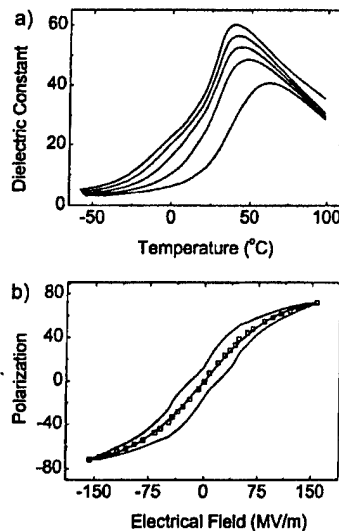 a)
60
40
20
0
Dielectric Constant
-50 0 50 100
Temperature (°C)
b)
80
40
0
-40
-80
Polarization
-150 -75 0 75 150
Electrical Field (MV/m)